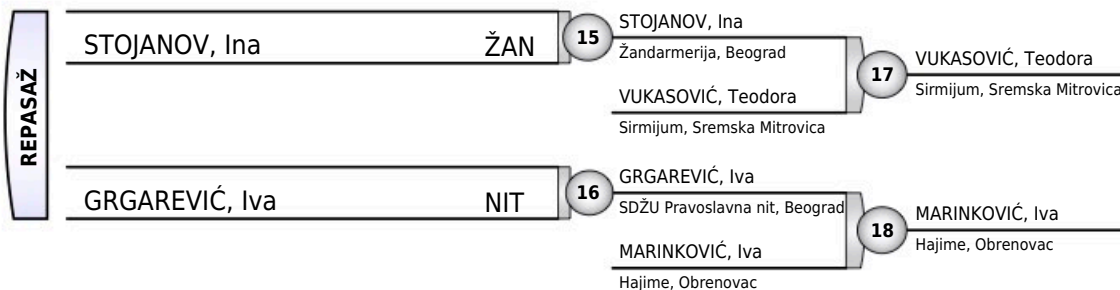 REPASAŽ
STOJANOV, Ina ŽAN
15
STOJANOV, Ina
Žandarmerija, Beograd
VUKASOVIĆ, Teodora
Sirmijum, Sremska Mitrovica
17
VUKASOVIĆ, Teodora
Sirmijum, Sremska Mitrovica
GRGAREVIĆ, Iva NIT
16
GRGAREVIĆ, Iva
SDŽU Pravoslavna nit, Beograd
MARINKOVIĆ, Iva
Hajime, Obrenovac
18
MARINKOVIĆ, Iva
Hajime, Obrenovac